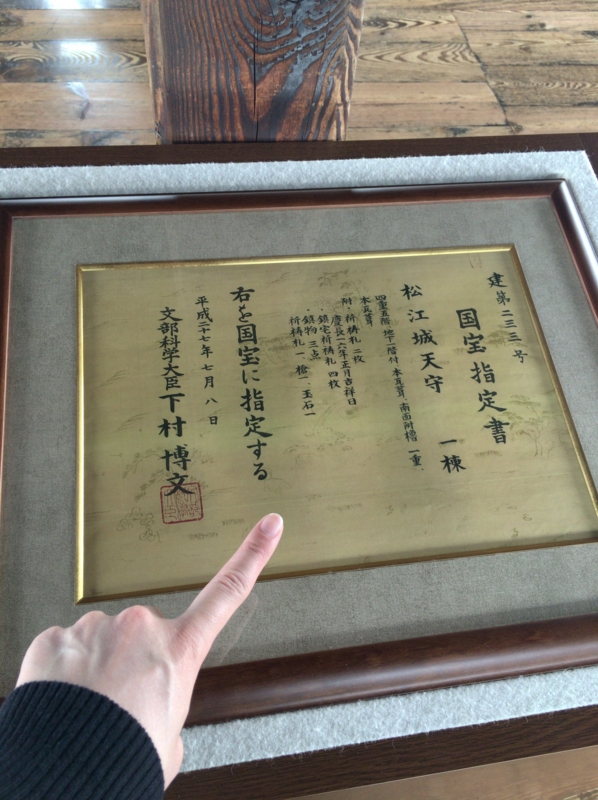 建第二三三号
国宝指定書
松江城天守 一棟
四重五階 地下一階付、本瓦葺、南面附櫓 一重、
本瓦葺
附・祈祷札 二枚
慶長一六年正月吉祥日
・鎮宅祈祷札 四枚
・鎮物 三点
祈祷札一、槍一、玉石一
右を国宝に指定する
平成二十七年七月八日
文部科学大臣 下村博文